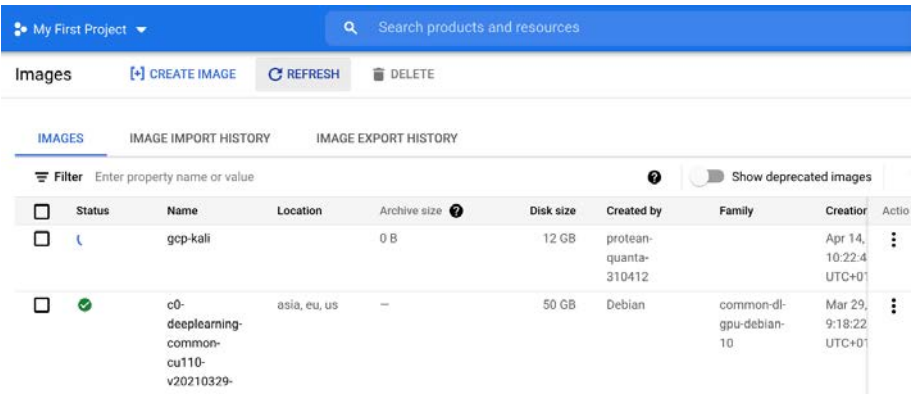 My First Project
Search products and resources
Images
[+] CREATE IMAGE
REFRESH
DELETE
IMAGES
IMAGE IMPORT HISTORY
IMAGE EXPORT HISTORY
Filter Enter property name or value
Show deprecated images
Status Name Location Archive size Disk size Created by Family Creation Actio
gcp-kali 0 B 12 GB protean- Apr 14,
quanta- 10:22:4
310412 UTC+01
c0- asia, eu, us — 50 GB Debian common-dl- Mar 29,
deeplearning- gpu-debian- 9:18:22
common- 10 UTC+01
cu110-
v20210329-